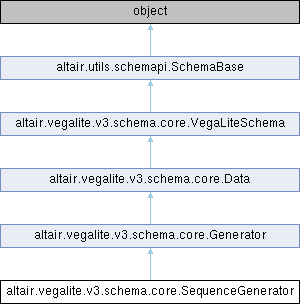 object
altair.utils.schemapi.SchemaBase
altair.vegalite.v3.schema.core.VegaLiteSchema
altair.vegalite.v3.schema.core.Data
altair.vegalite.v3.schema.core.Generator
altair.vegalite.v3.schema.core.SequenceGenerator